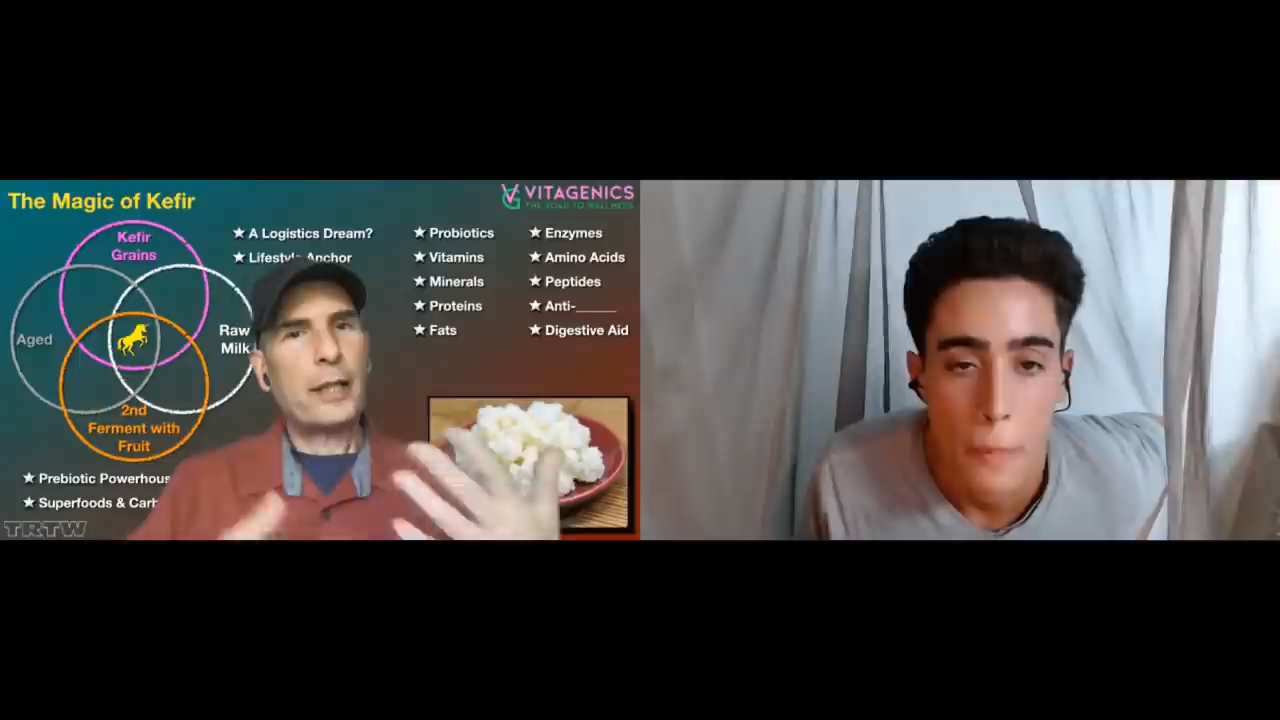 The Magic of Kefir
VITAGENICS
THE ROAD TO WELLNESS
Kefir
Grains
Aged
Raw
Milk
2nd
Ferment with
Fruit
★ A Logistics Dream?
★ Lifestyle Anchor
★ Probiotics
★ Vitamins
★ Minerals
★ Proteins
★ Fats
★ Enzymes
★ Amino Acids
★ Peptides
★ Anti-______
★ Digestive Aid
★ Prebiotic Powerhous
★ Superfoods & Carb
TRTW